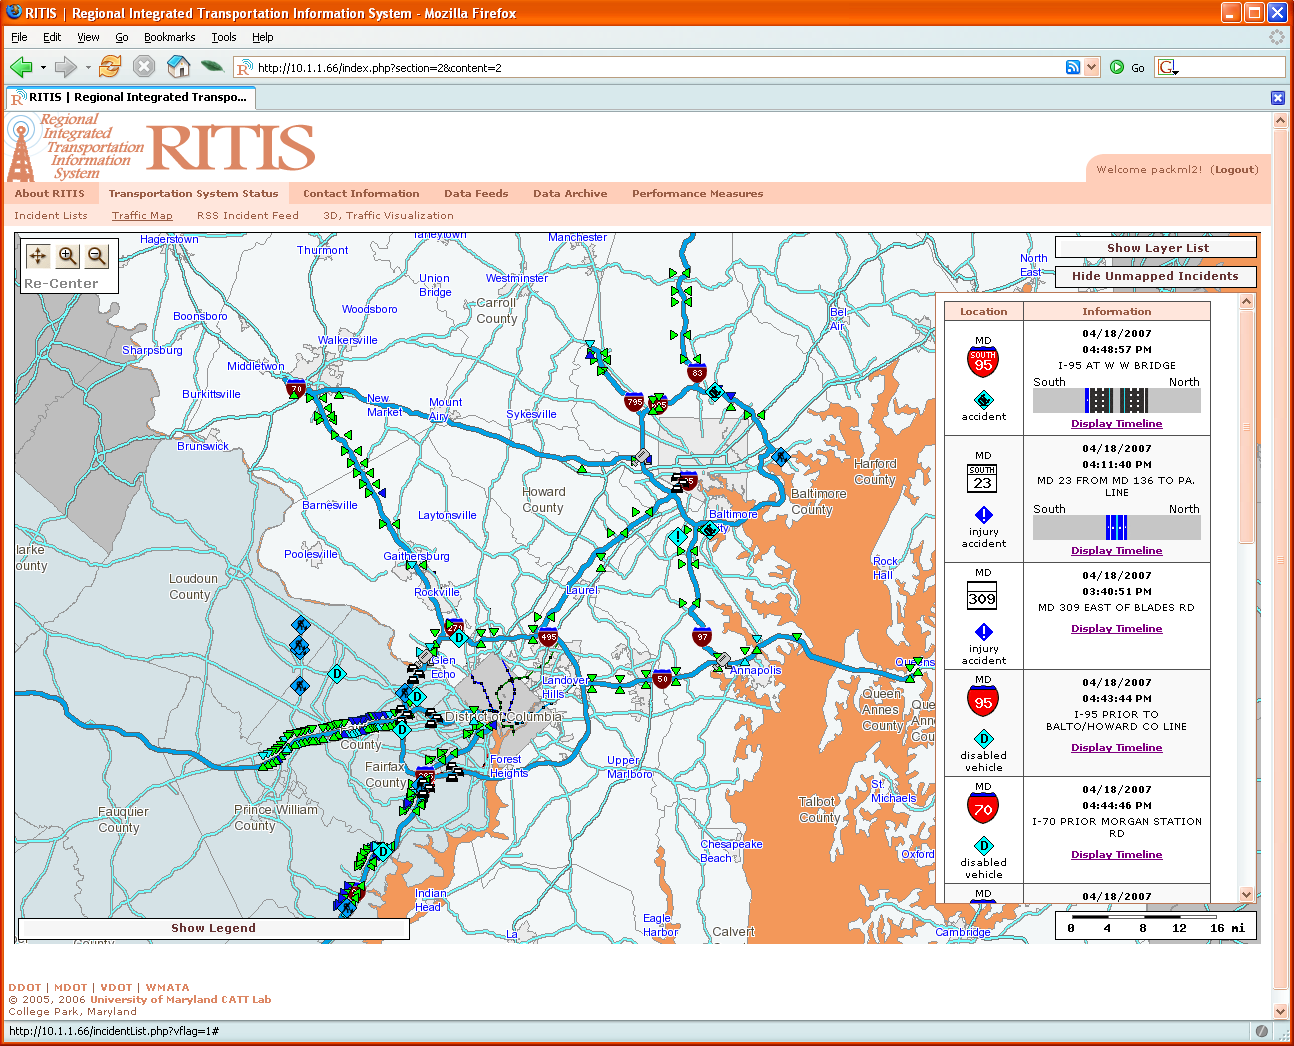 RITIS | Regional Integrated Transportation Information System - Mozilla Firefox
File Edit View Go Bookmarks Tools Help
http://10.1.1.66/index.php?section=2&content=2
Go
G
RITIS | Regional Integrated Transpo...
Regional
Integrated
Transportation
Information
System
RITIS
Welcome packml2! (Logout)
About RITIS Transportation System Status Contact Information Data Feeds Data Archive Performance Measures
Incident Lists Traffic Map RSS Incident Feed 3D, Traffic Visualization
Re-Center
Show Layer List
Hide Unmapped Incidents
Hagerstown
Thurmont
Taneytown
Manchester
North
East
Union
Bridge
Westminster
Carroll
County
Boonsboro
Woodsboro
Bel
Air
Sharpsburg
Walkersville
Middletwon
70
83
795
Burkittsville
New
Market
Mount
Airy
Sykesville
Brunswick
Harford
County
Barnesville
Howard
County
Baltimore
County
Laytonsville
Baltimore
Poolesville
Gaithersburg
larke
ounty
Loudoun
County
Rockville
Laurel
Rock
Hall
495
97
Glen
Echo
Annapolis
Queens
Landover
Hills
50
Queen
Annes
County
District of Columbia
County
Fairfax
County
Forest
Heights
Upper
Marlboro
Fauquier
County
Prince William
County
Talbot
County
St
Michaels
Chesapeake
Beach
Oxford
Indian
Head
Eagle
Harbor
Calvert
Cambridge
La
County
Location Information
MD
SOUTH
95
accident
04/18/2007
04:48:57 PM
I-95 AT W W BRIDGE
South North
Display Timeline
MD
SOUTH
23
injury
accident
04/18/2007
04:11:40 PM
MD 23 FROM MD 136 TO PA.
LINE
South North
Display Timeline
MD
309
injury
accident
04/18/2007
03:40:51 PM
MD 309 EAST OF BLADES RD
Display Timeline
MD
95
D
disabled
vehicle
04/18/2007
04:43:44 PM
I-95 PRIOR TO
BALTO/HOWARD CO LINE
Display Timeline
MD
70
D
disabled
vehicle
04/18/2007
04:44:46 PM
I-70 PRIOR MORGAN STATION
RD
Display Timeline
MD
04/18/2007
Show Legend
0 4 8 12 16 mi
DDOT | MDOT | VDOT | WMATA
© 2005, 2006 University of Maryland CATT Lab
College Park, Maryland
http://10.1.1.66/incidentList.php?vflag=1#